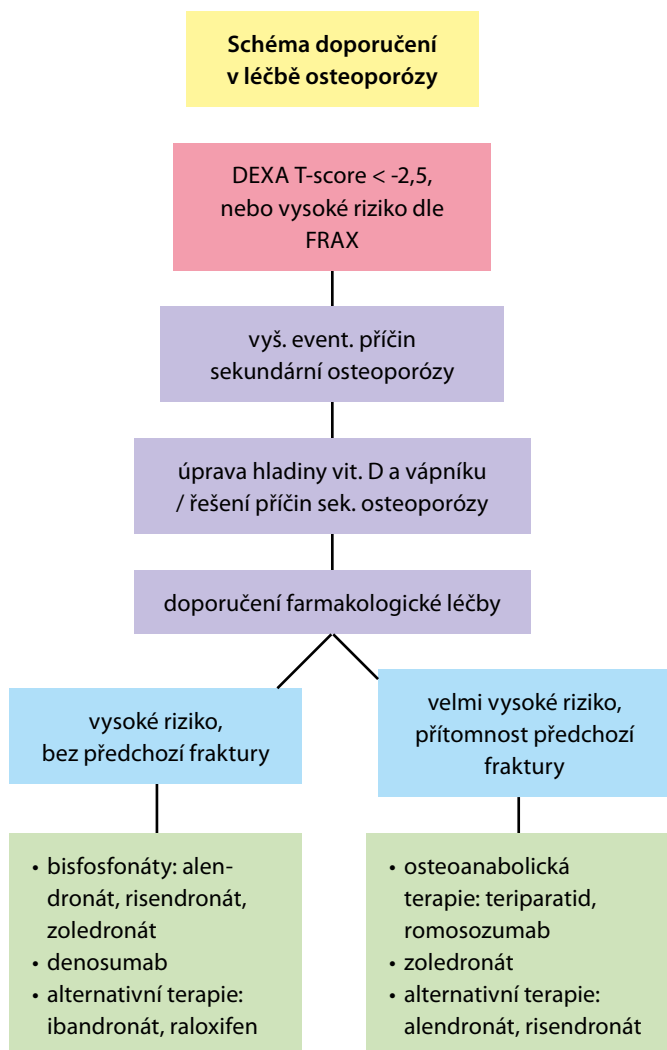 Schéma doporučení
v léčbě osteoporózy
DEXA T-score < -2,5,
nebo vysoké riziko dle
FRAX
vyš. event. příčin
sekundární osteoporózy
úprava hladiny vit. D a vápníku
/ řešení příčin sek. osteoporózy
doporučení farmakologické léčby
vysoké riziko,
bez předchozí fraktury
velmi vysoké riziko,
přítomnost předchozí
fraktury
• bisfosfonáty: alen-
dronát, risendronát,
zoledronát
• denosumab
• alternativní terapie:
ibandronát, raloxifen
• osteoanabolická
terapie: teriparatid,
romosozumab
• zoledronát
• alternativní terapie:
alendronát, risendronát